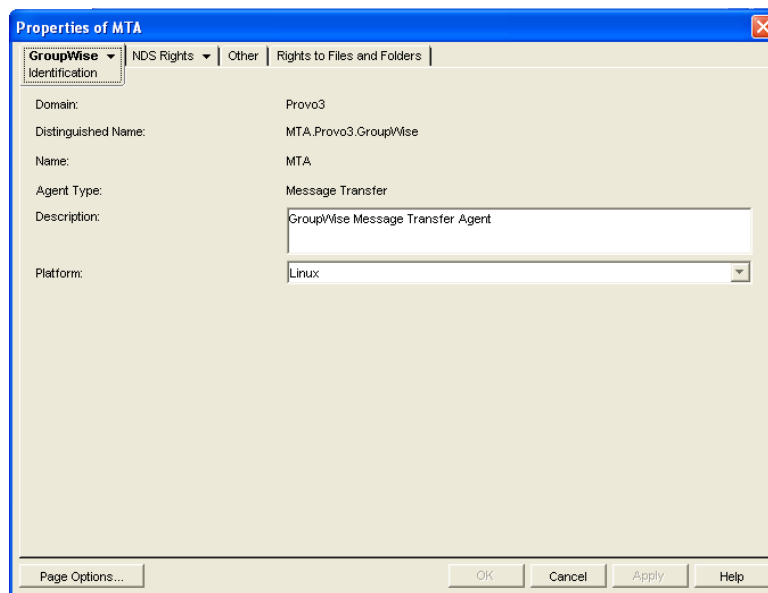 Properties of MTA
GroupWise NDS Rights Other Rights to Files and Folders
Identification
Domain: Provo3
Distinguished Name: MTA.Provo3.GroupWise
Name: MTA
Agent Type: Message Transfer
Description: GroupWise Message Transfer Agent
Platform: Linux
Page Options... OK Cancel Apply Help